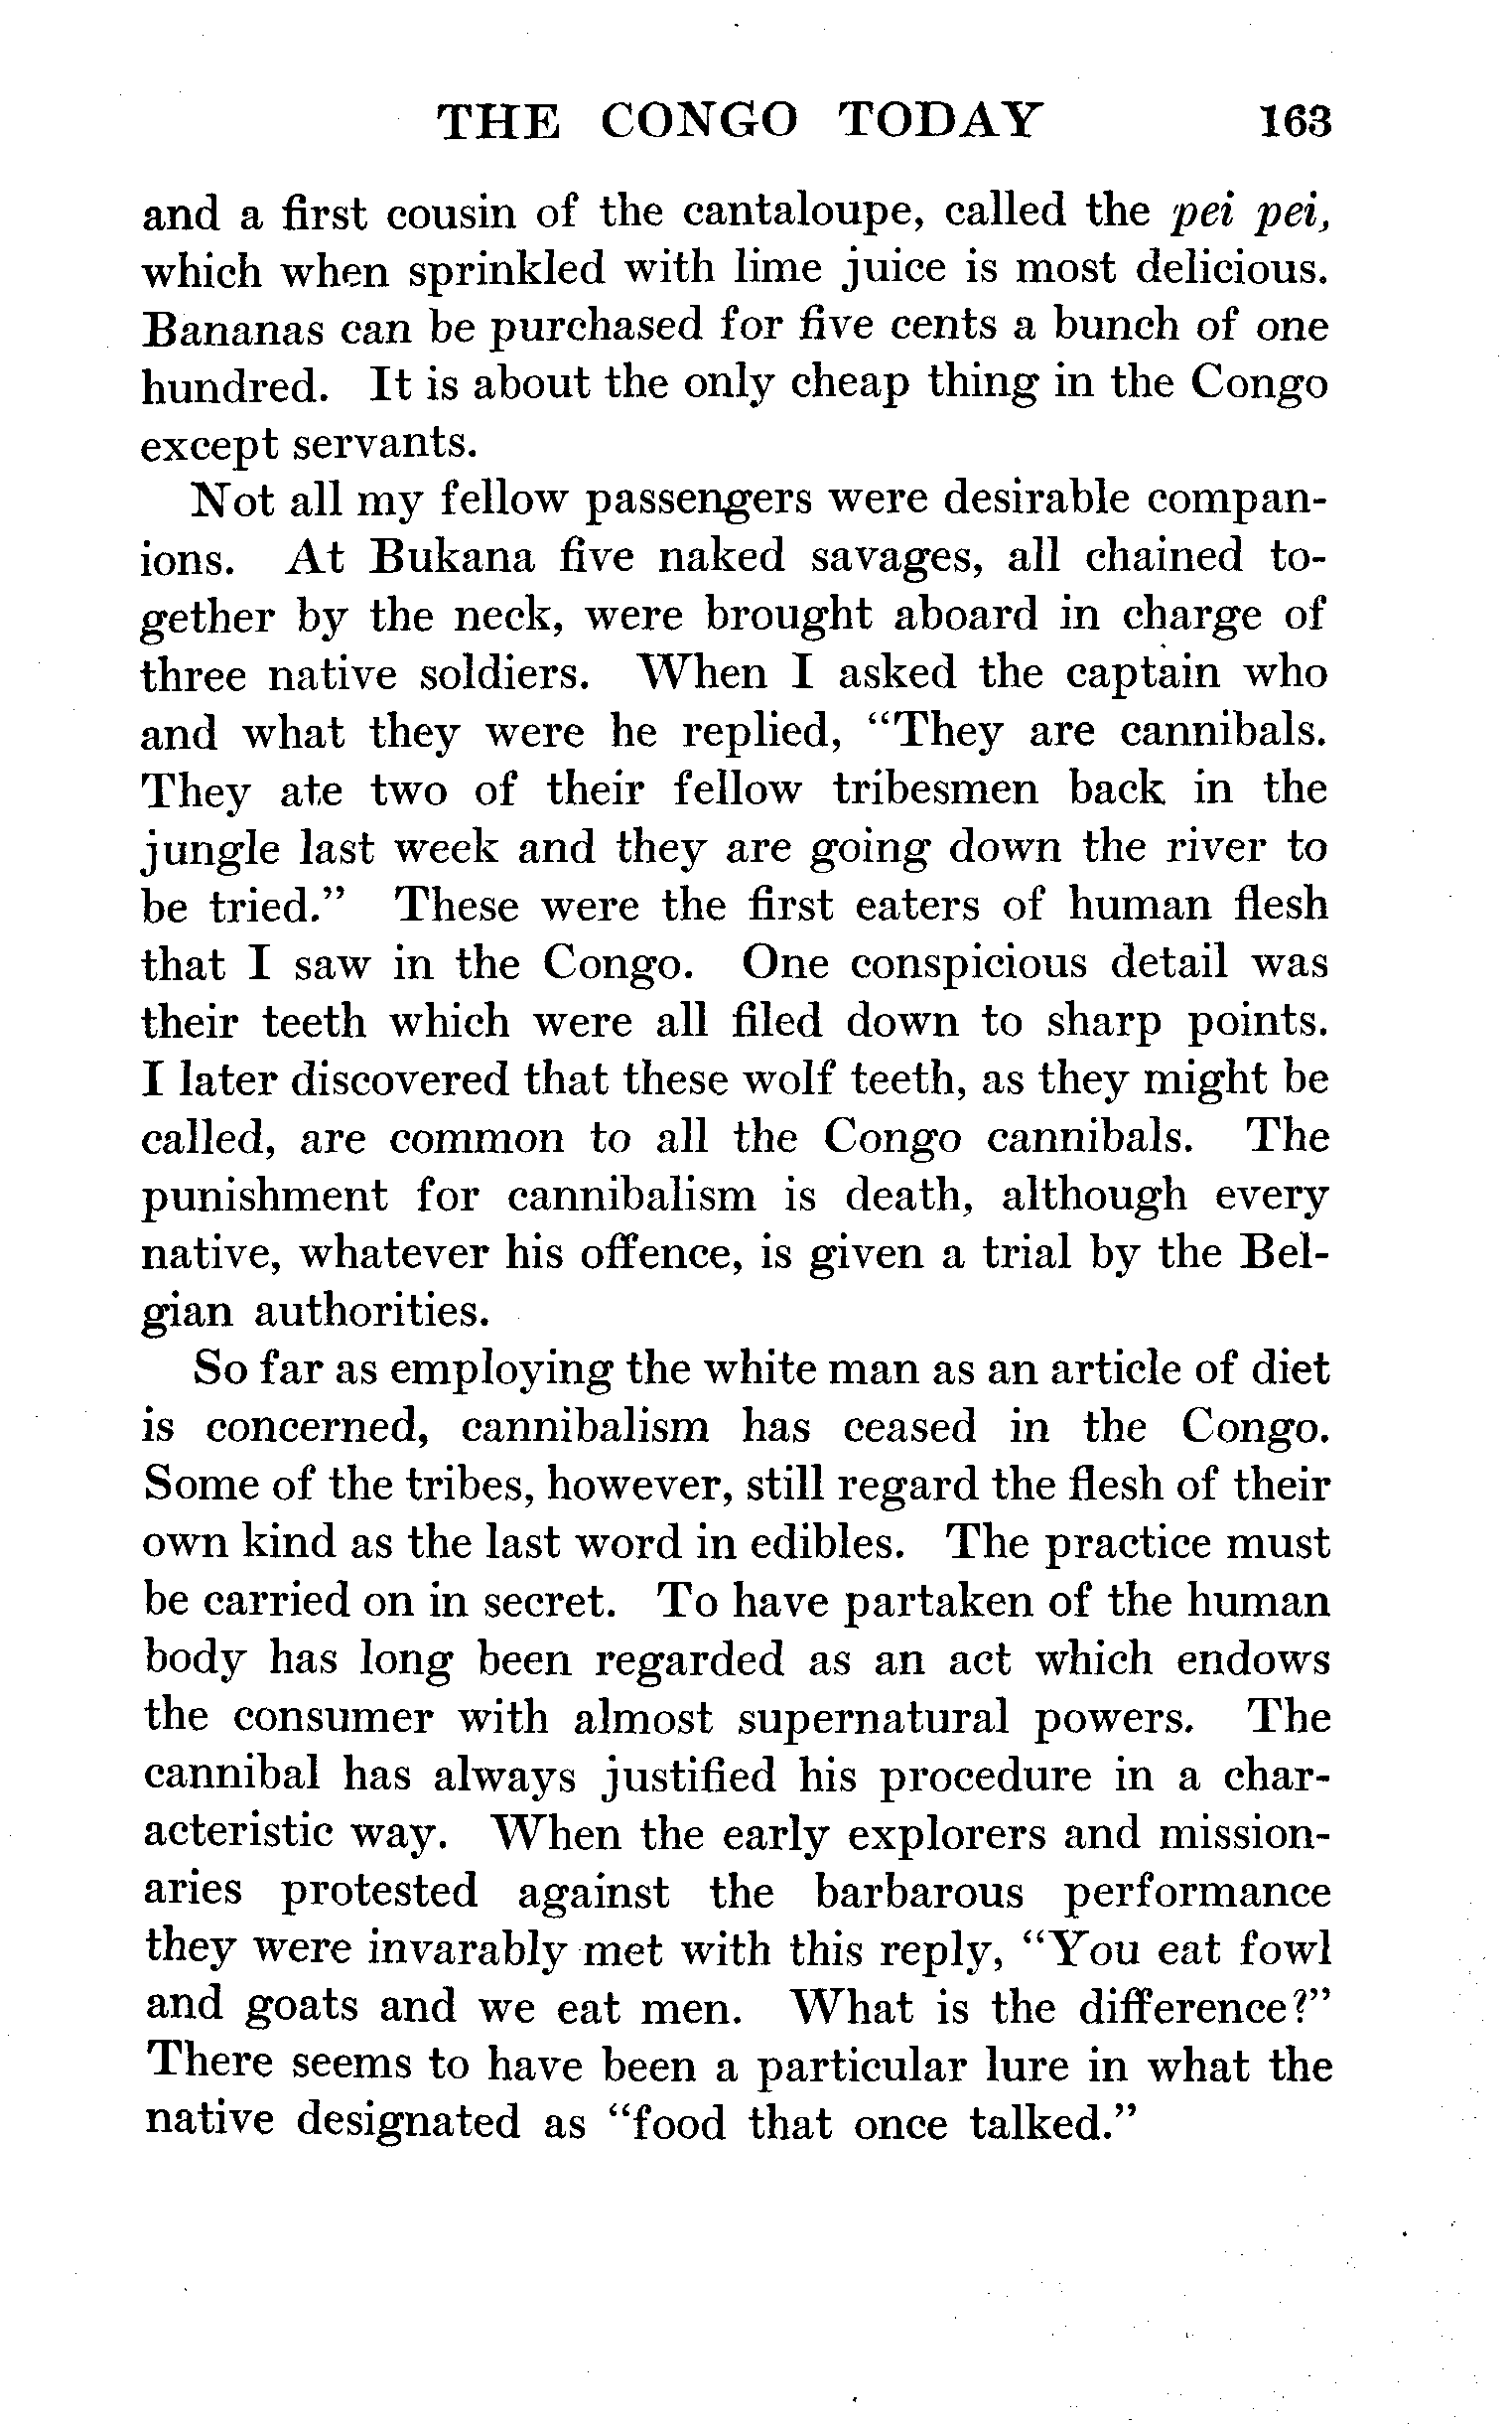 THE CONGO TODAY 163
and a first cousin of the cantaloupe, called the pei pei,
which when sprinkled with lime juice is most delicious.
Bananas can be purchased for five cents a bunch of one
hundred. It is about the only cheap thing in the Congo
except servants.
Not all my fellow passengers were desirable compan-
ions. At Bukana five naked savages, all chained to-
gether by the neck, were brought aboard in charge of
three native soldiers. When I asked the captain who
and what they were he replied, “They are cannibals.
They ate two of their fellow tribesmen back in the
jungle last week and they are going down the river to
be tried.” These were the first eaters of human flesh
that I saw in the Congo. One conspicious detail was
their teeth which were all filed down to sharp points.
I later discovered that these wolf teeth, as they might be
called, are common to all the Congo cannibals. The
punishment for cannibalism is death, although every
native, whatever his offence, is given a trial by the Bel-
gian authorities.
So far as employing the white man as an article of diet
is concerned, cannibalism has ceased in the Congo.
Some of the tribes, however, still regard the flesh of their
own kind as the last word in edibles. The practice must
be carried on in secret. To have partaken of the human
body has long been regarded as an act which endows
the consumer with almost supernatural powers. The
cannibal has always justified his procedure in a char-
acteristic way. When the early explorers and mission-
aries protested against the barbarous performance
they were invarably met with this reply, “You eat fowl
and goats and we eat men. What is the difference?”
There seems to have been a particular lure in what the
native designated as “food that once talked.”